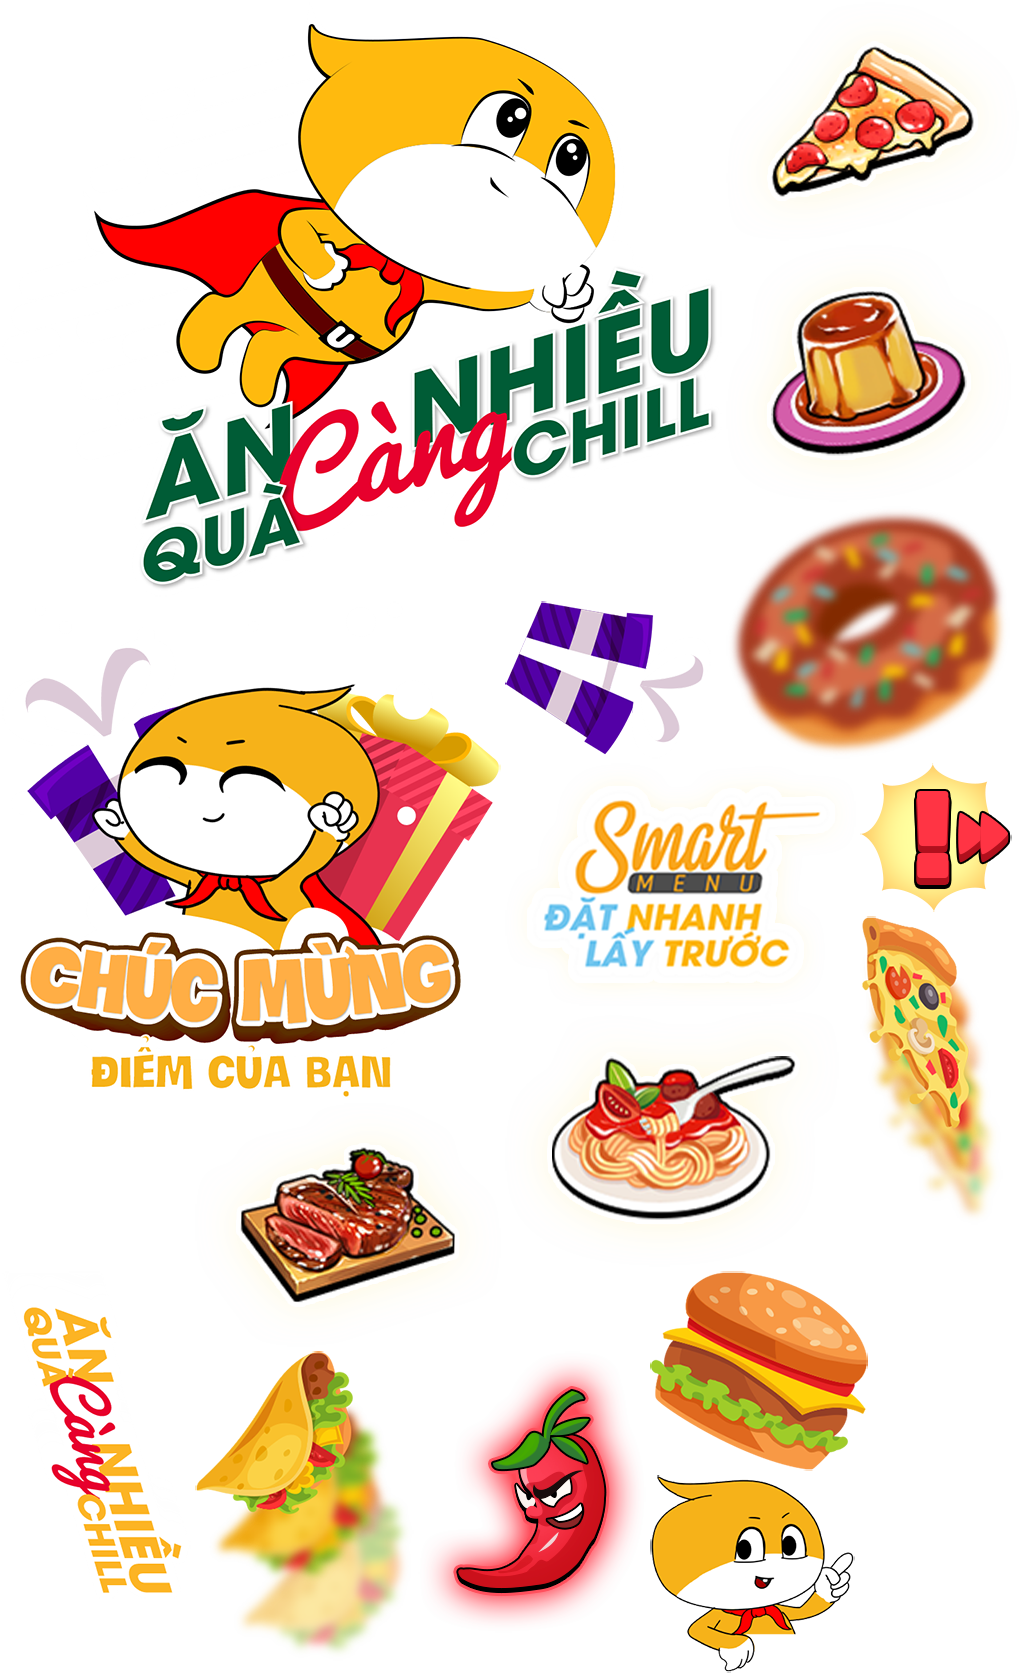 ĂN NHIỀU
QUÀ Càng CHILL
Smart
MENU
ĐẶT NHANH
LẤY TRƯỚC
CHÚC MỪNG
ĐIỂM CỦA BẠN
ĂN NHIỀU
QUÀ Càng CHILL